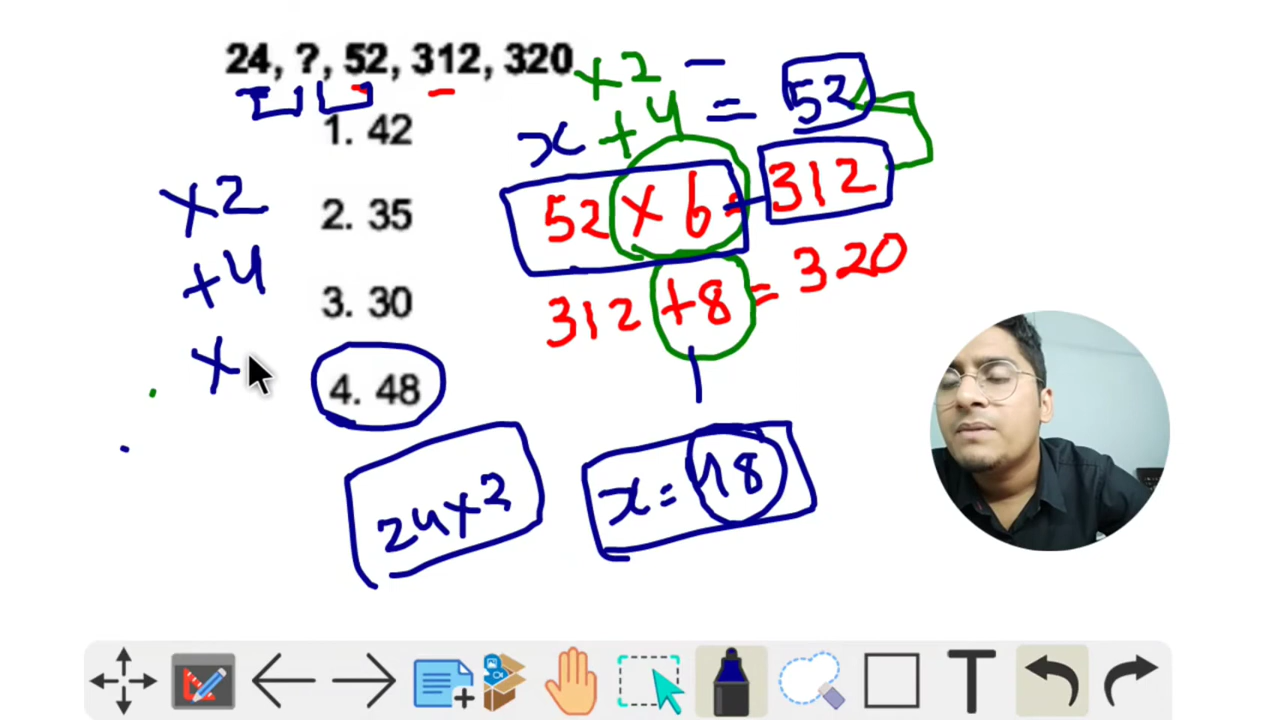 24, ?, 52, 312, 320
x2 =
x +4 = 52
1. 42
52 x 6 = 312
x2
2. 35
+4
312 +8 = 320
3. 30
x
4. 48
24x2
x = 48
T